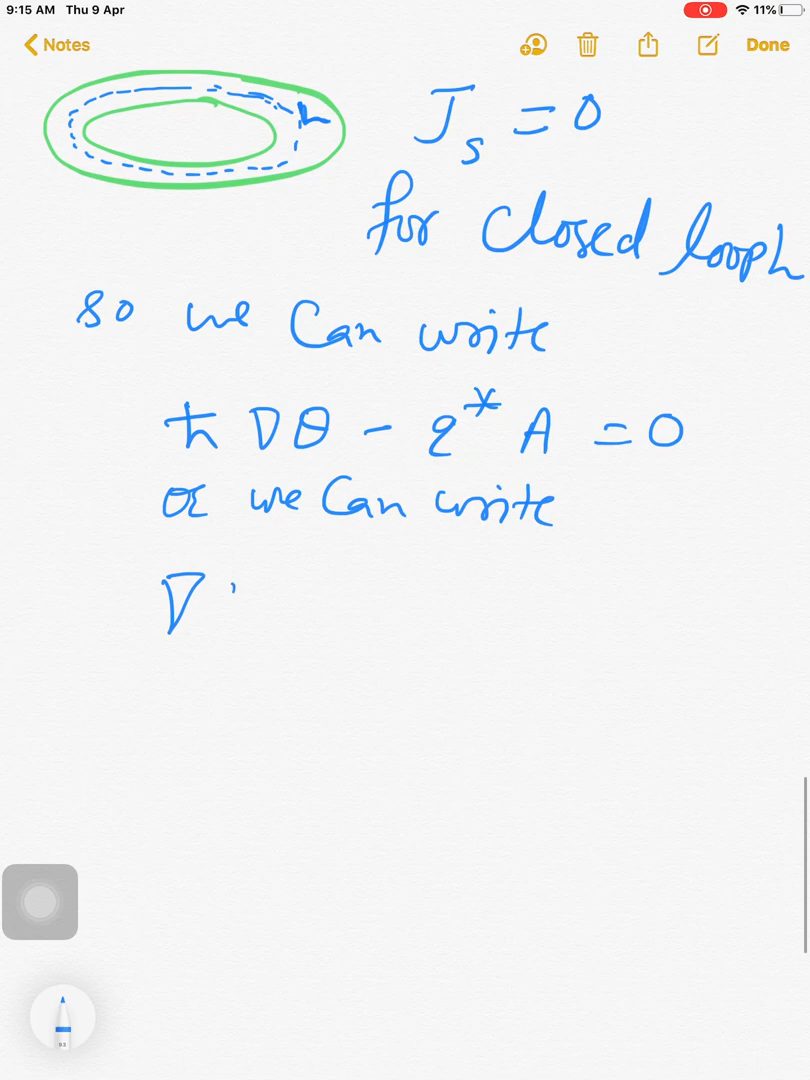 9:15 AM Thu 9 Apr 11%
Notes Done
L
J_s = 0
for closed loop L
so we can write
ħ ∇θ - q* A = 0
or we can write
∇
93